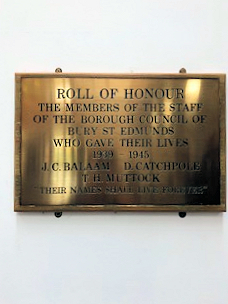 ROLL OF HONOUR
THE MEMBERS OF THE STAFF
OF THE BOROUGH COUNCIL OF
BURY ST. EDMUNDS
WHO GAVE THEIR LIVES
1939 - 1945
J.C. BALAAM D. CATCHPOLE
T.H. MUTTOCK
"THEIR NAMES SHALL LIVE FOREVER"